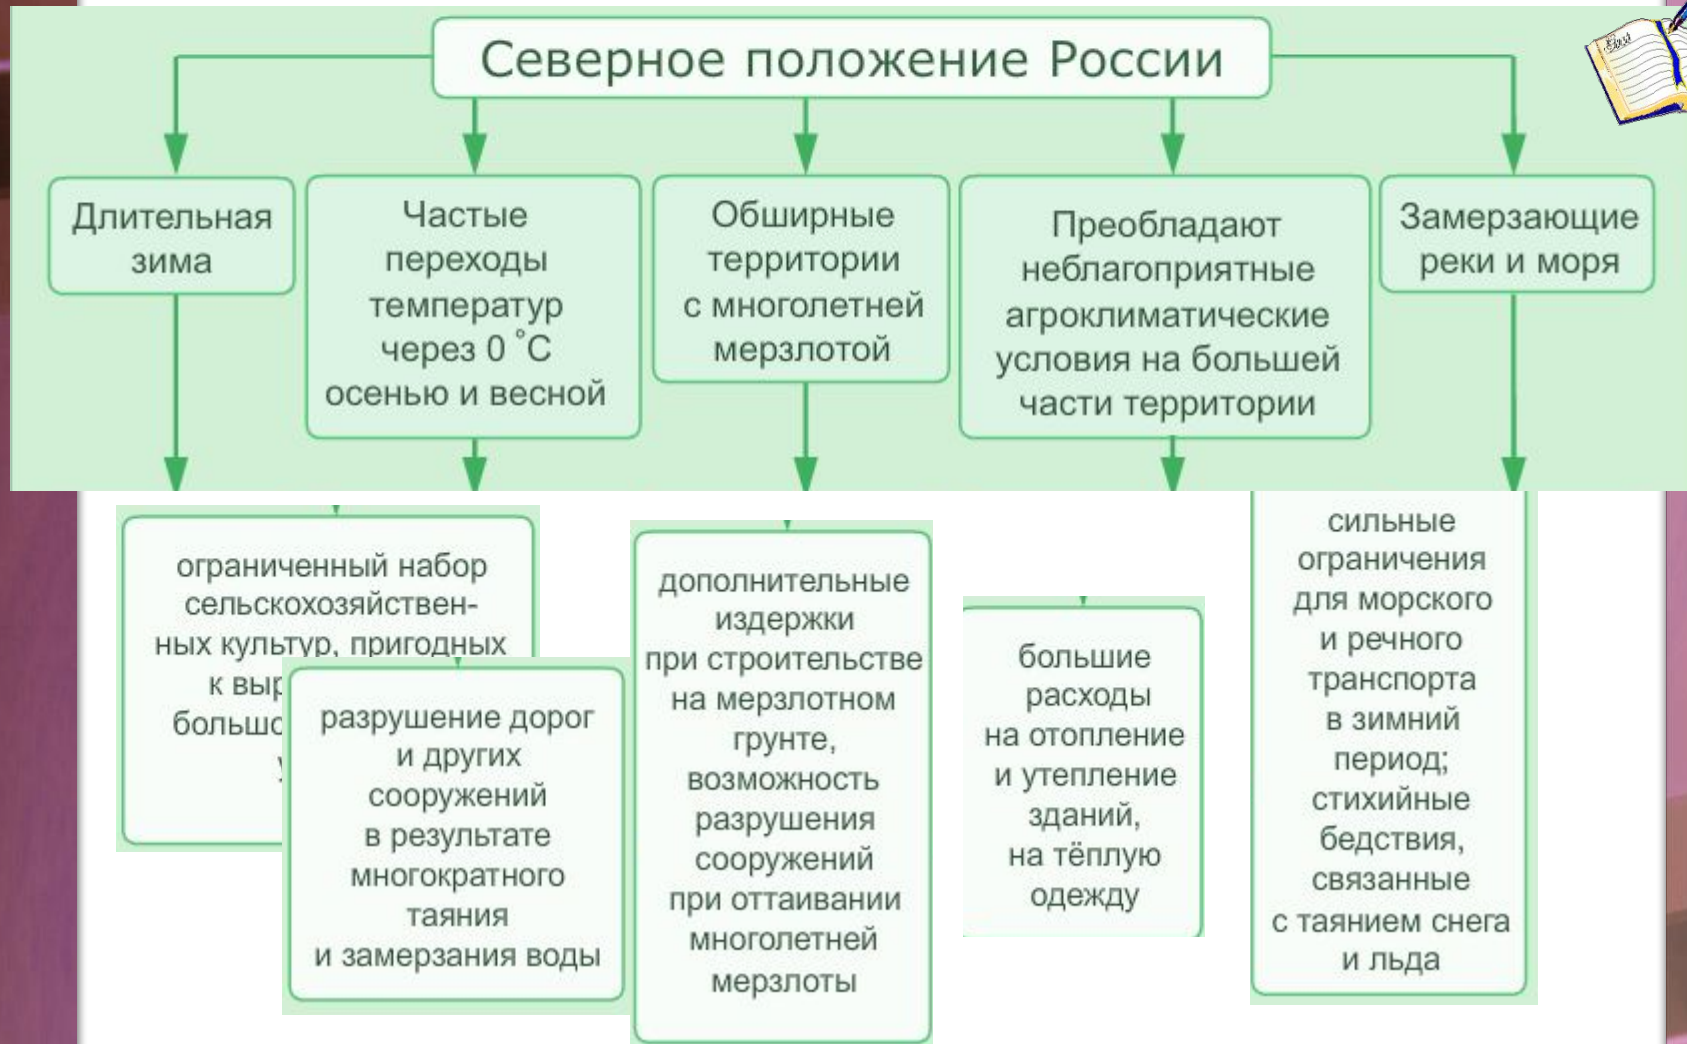 Северное положение России
Длительная
зима
Частые
переходы
температур
через 0 °C
осенью и весной
Обширные
территории
с многолетней
мерзлотой
Преобладают
неблагоприятные
агроклиматические
условия на большей
части территории
Замерзающие
реки и моря
ограниченный набор
сельскохозяйствен-
ных культур, пригодных
к
разрушение дорог
и других
сооружений
в результате
многократного
таяния
и замерзания воды
дополнительные
издержки
при строительстве
на мерзлотном
грунте,
возможность
разрушения
сооружений
при оттаивании
многолетней
мерзлоты
большие
расходы
на отопление
и утепление
зданий,
на тёплую
одежду
сильные
ограничения
для морского
и речного
транспорта
в зимний
период;
стихийные
бедствия,
связанные
с таянием снега
и льда